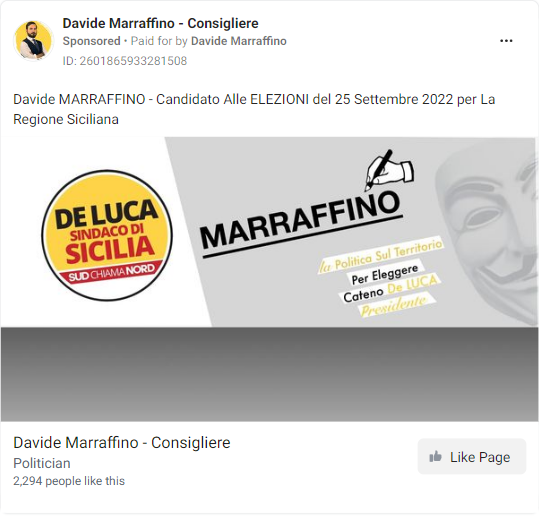 Davide Marraffino - Consigliere
Sponsored • Paid for by Davide Marraffino
ID: 2601865933281508
Davide MARRAFFINO - Candidato Alle ELEZIONI del 25 Settembre 2022 per La
Regione Siciliana
DE LUCA
SINDACO DI
SICILIA
SUD CHIAMA NORD
MARRAFFINO
la Politica Sul Territorio
Per Eleggere
Cateno De LUCA
Presidente
Davide Marraffino - Consigliere
Politician
2,294 people like this
Like Page